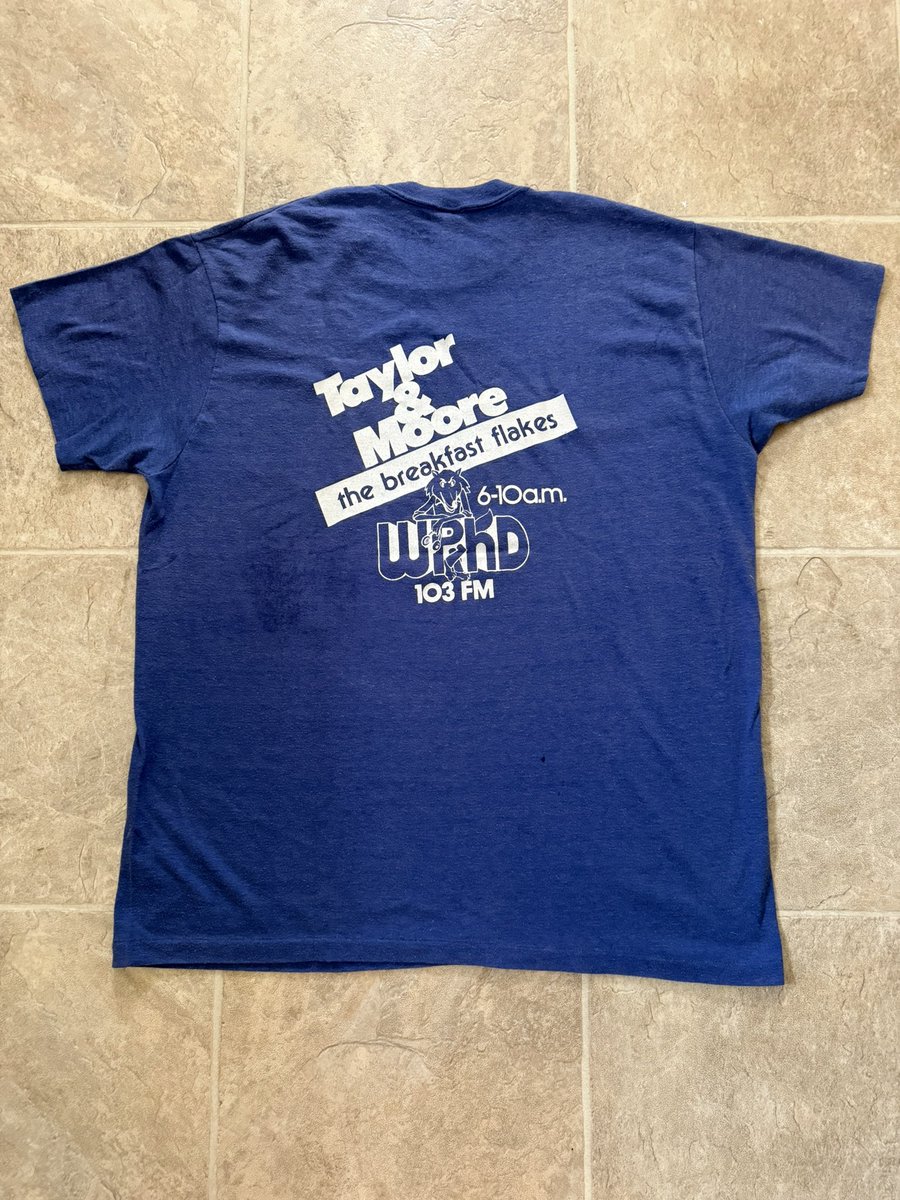 Taylor
&
Moore
the breakfast flakes
6-10a.m.
WPHD
103 FM